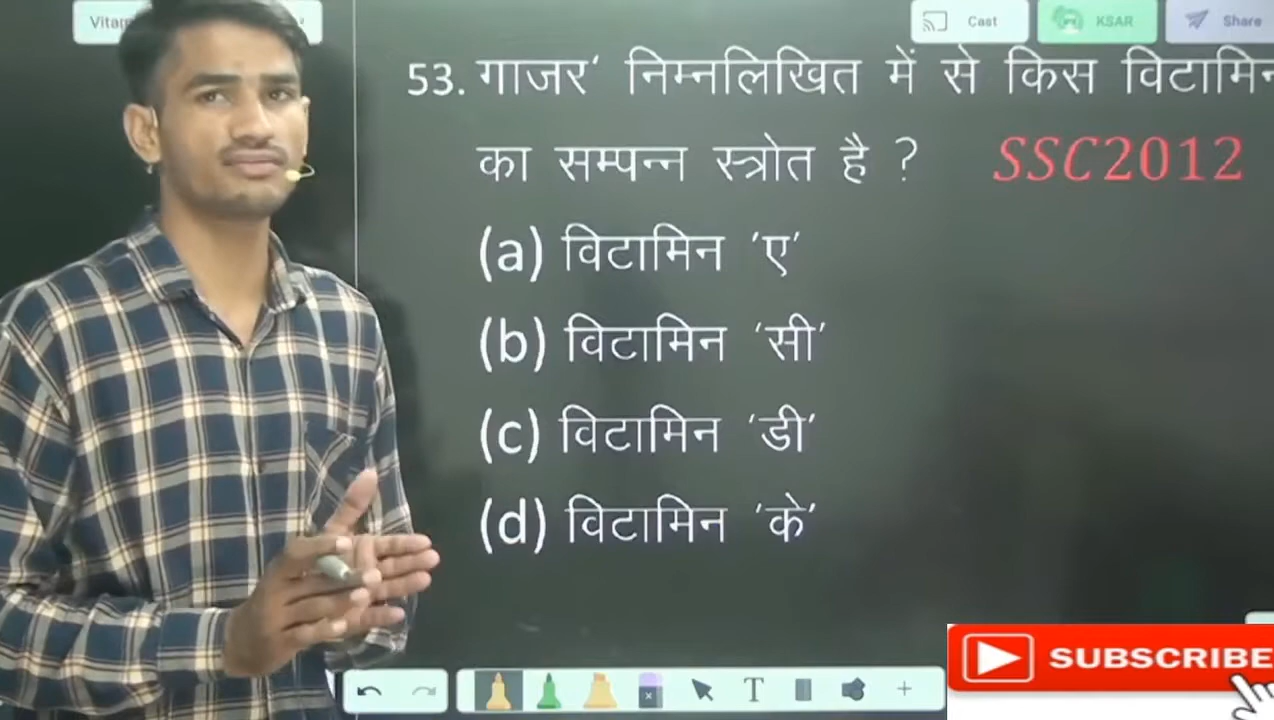 Cast
KSAR
Share
53. गाजर‘ निम्नलिखित में से किस
का सम्पन्न स्त्रोत है ? SSC2012
(a) विटामिन ‘ए’
(b) विटामिन ‘सी’
(c) विटामिन ‘डी’
(d) विटामिन ‘के’
T
SUBSCRIBE